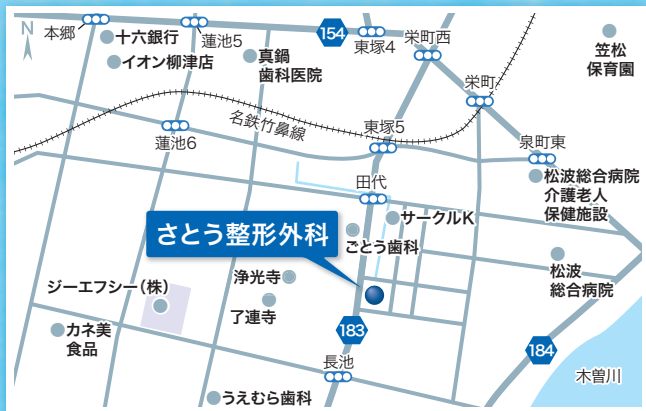 本郷
蓮池5
154
東塚4
栄町西
十六銀行
イオン柳津店
真鍋
歯科医院
笠松
保育園
N
栄町
名鉄竹鼻線
蓮池6
東塚5
泉町東
田代
松波総合病院
介護老人
保健施設
サークルK
さとう整形外科
ごとう歯科
浄光寺
松波
総合病院
ジーエフシー(株)
了連寺
カネ美
食品
183
184
長池
木曽川
うえむら歯科